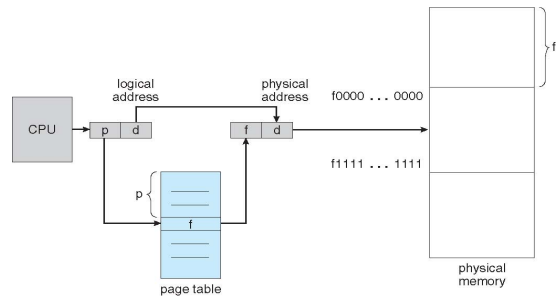 logical
address
physical
address
f
f0000 ... 0000
CPU
p d
f d
f1111 ... 1111
p
f
page table
physical
memory